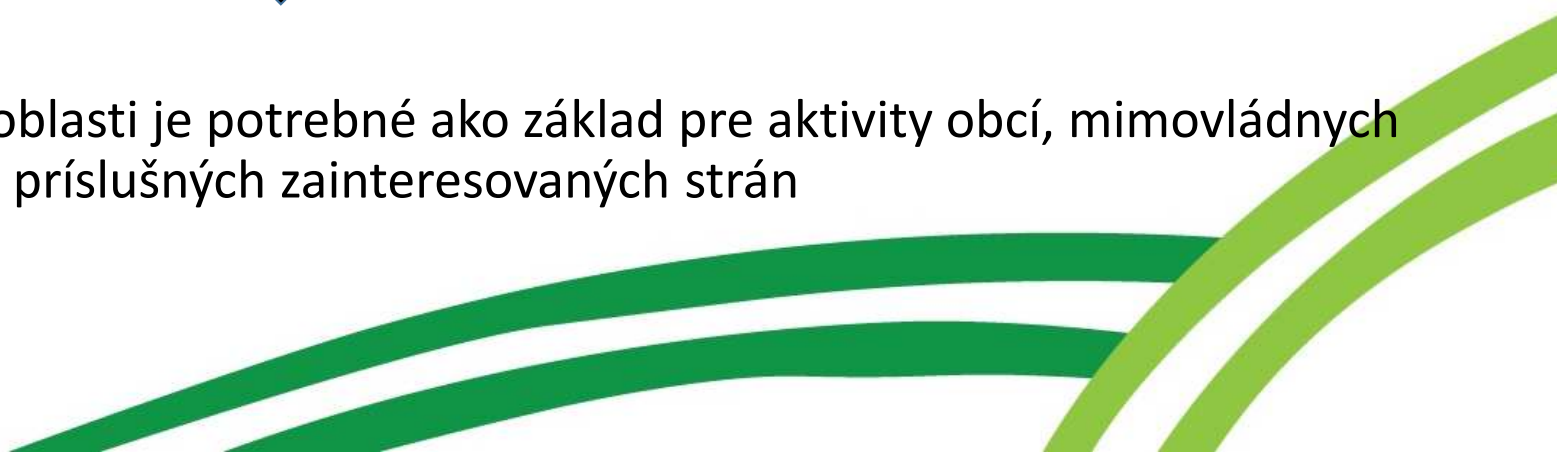 oblasti je potrebné ako základ pre aktivity obcí, mimovládnych
príslušných zainteresovaných strán